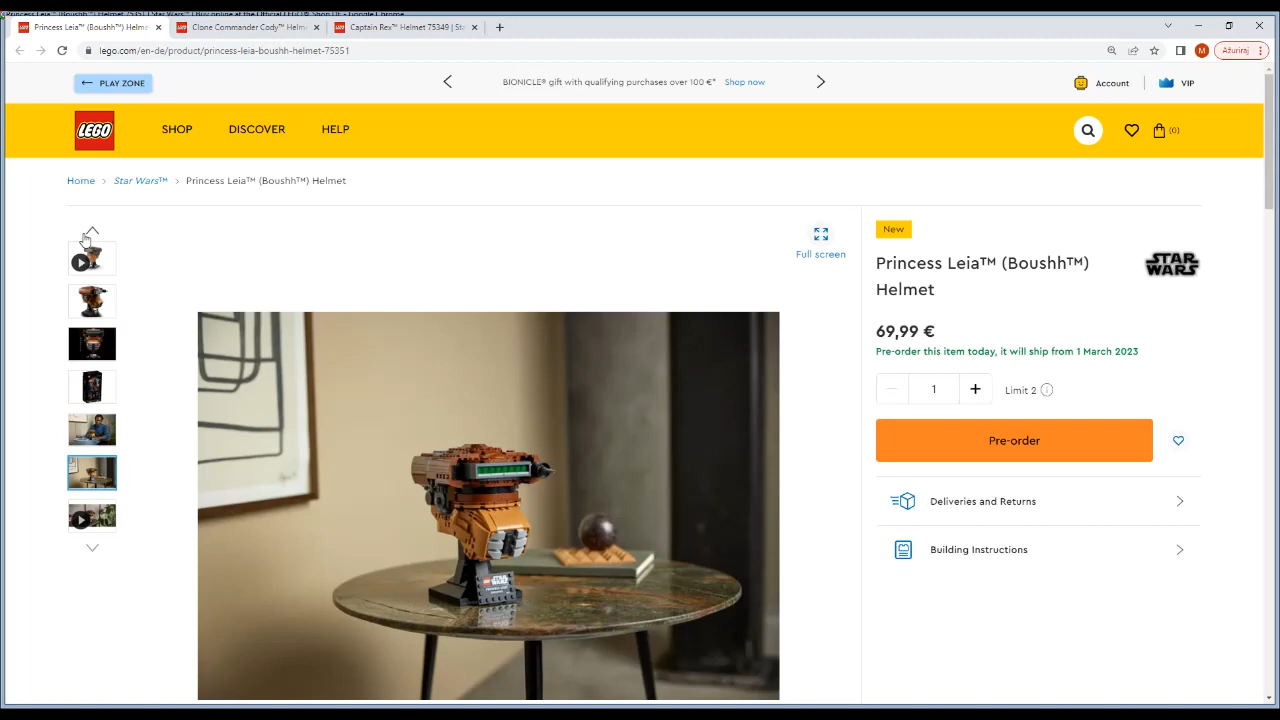 Princess Leia™ (Boushh™) Helme
Clone Commander Cody™ Helm
Captain Rex™ Helmet 75349 | Sta
lego.com/en-de/product/princess-leia-boushh-helmet-75351
M
Ažuriraj
PLAY ZONE
BIONICLE® gift with qualifying purchases over 100 €* Shop now
Account
VIP
LEGO
SHOP
DISCOVER
HELP
(0)
Home > Star Wars™ > Princess Leia™ (Boushh™) Helmet
Full screen
New
Princess Leia™ (Boushh™)
Helmet
STAR
WARS
69,99 €
Pre-order this item today, it will ship from 1 March 2023
1
Limit 2
Pre-order
Deliveries and Returns
Building Instructions